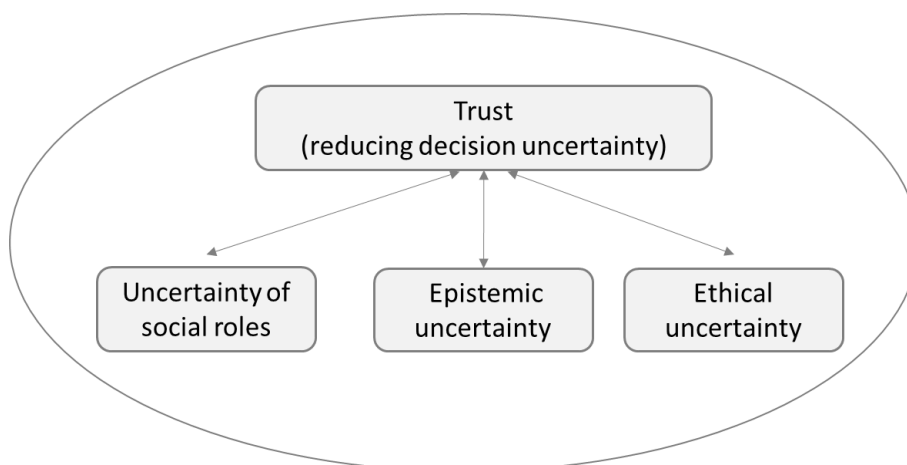 Trust
(reducing decision uncertainty)
Uncertainty of
social roles
Epistemic
uncertainty
Ethical
uncertainty